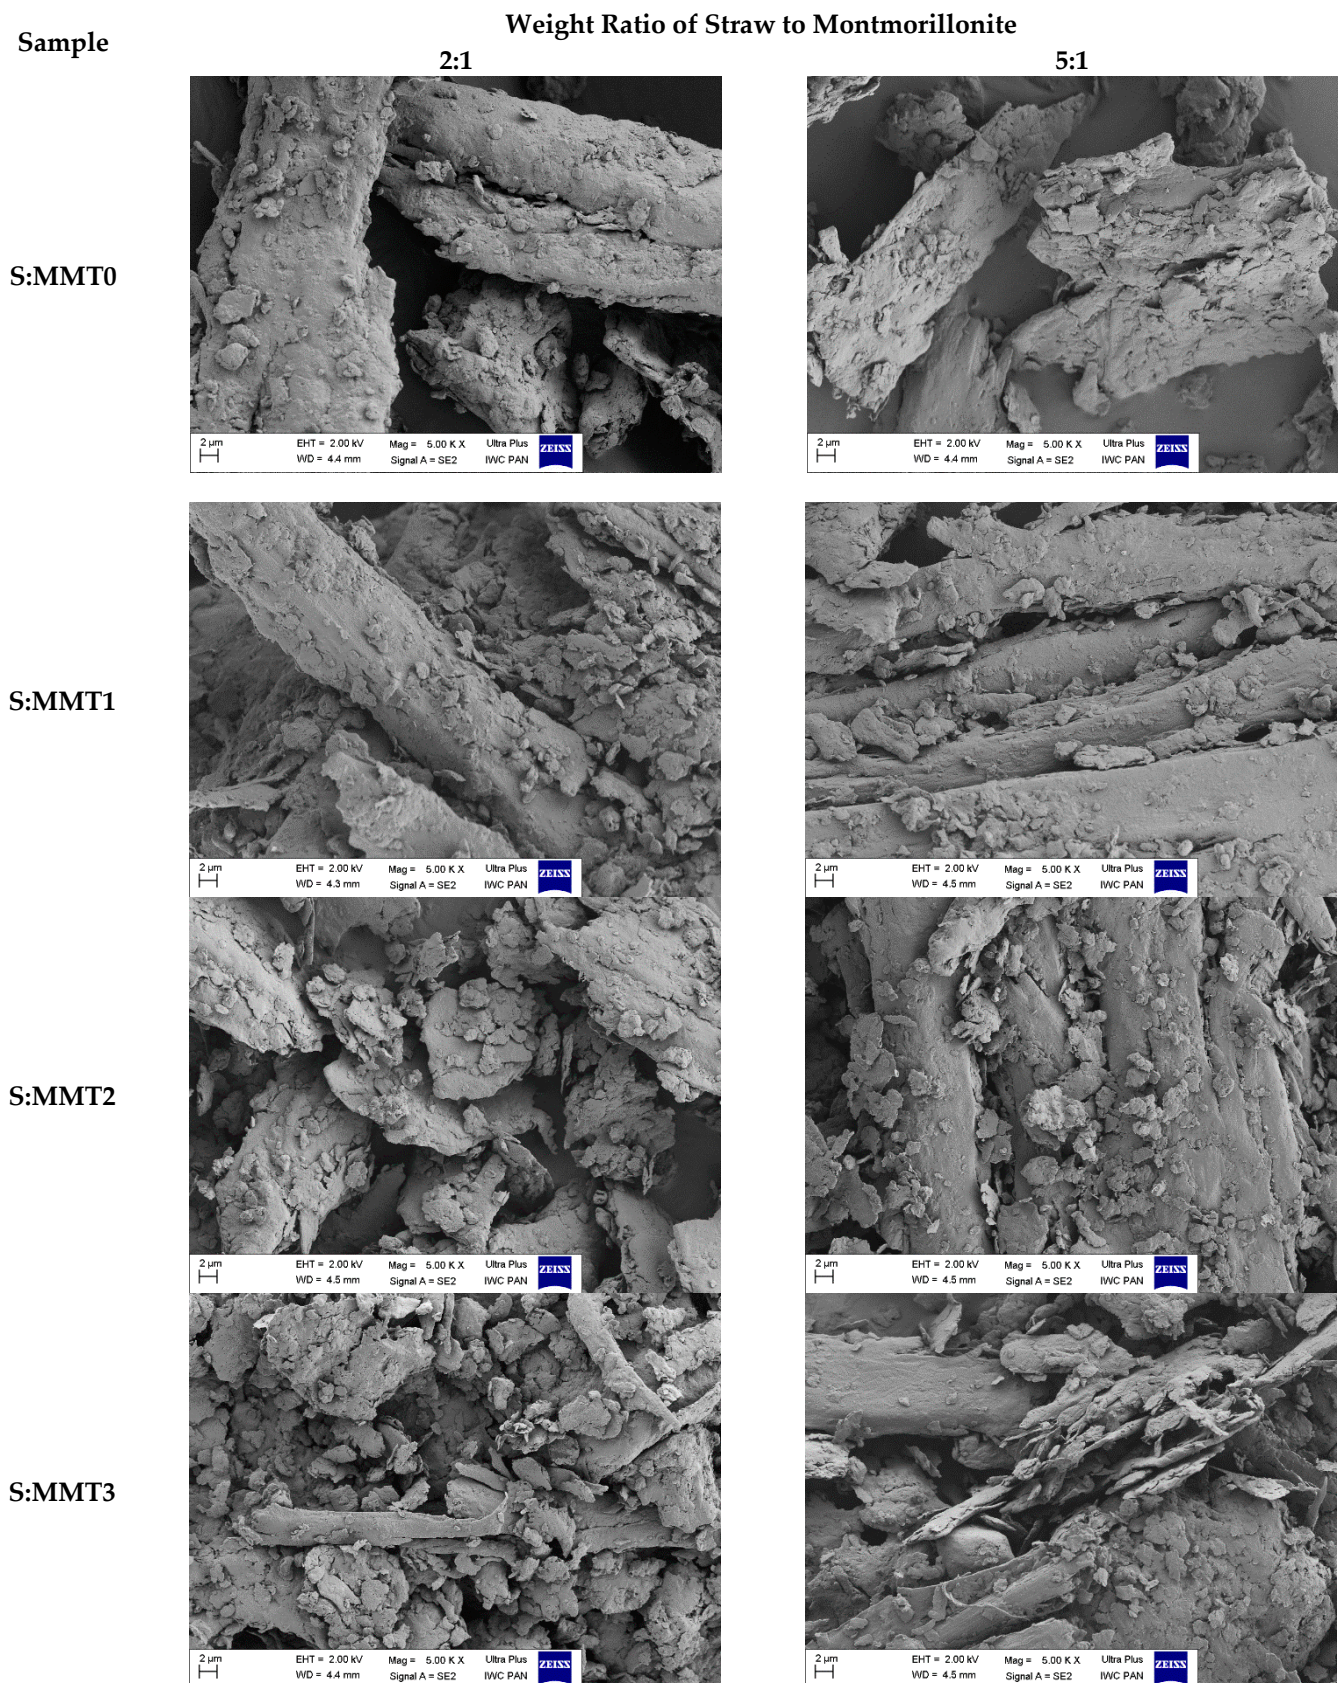 Weight Ratio of Straw to Montmorillonite
Sample
2:1 5:1
S:MMT0
2 µm EHT = 2.00 kV Mag = 5.00 K X Ultra Plus ZEISS
WD = 4.4 mm Signal A = SE2 IWC PAN
2 µm EHT = 2.00 kV Mag = 5.00 K X Ultra Plus ZEISS
WD = 4.4 mm Signal A = SE2 IWC PAN
S:MMT1
2 µm EHT = 2.00 kV Mag = 5.00 K X Ultra Plus ZEISS
WD = 4.3 mm Signal A = SE2 IWC PAN
2 µm EHT = 2.00 kV Mag = 5.00 K X Ultra Plus ZEISS
WD = 4.5 mm Signal A = SE2 IWC PAN
S:MMT2
2 µm EHT = 2.00 kV Mag = 5.00 K X Ultra Plus ZEISS
WD = 4.5 mm Signal A = SE2 IWC PAN
2 µm EHT = 2.00 kV Mag = 5.00 K X Ultra Plus ZEISS
WD = 4.5 mm Signal A = SE2 IWC PAN
S:MMT3
2 µm EHT = 2.00 kV Mag = 5.00 K X Ultra Plus ZEISS
WD = 4.4 mm Signal A = SE2 IWC PAN
2 µm EHT = 2.00 kV Mag = 5.00 K X Ultra Plus ZEISS
WD = 4.5 mm Signal A = SE2 IWC PAN